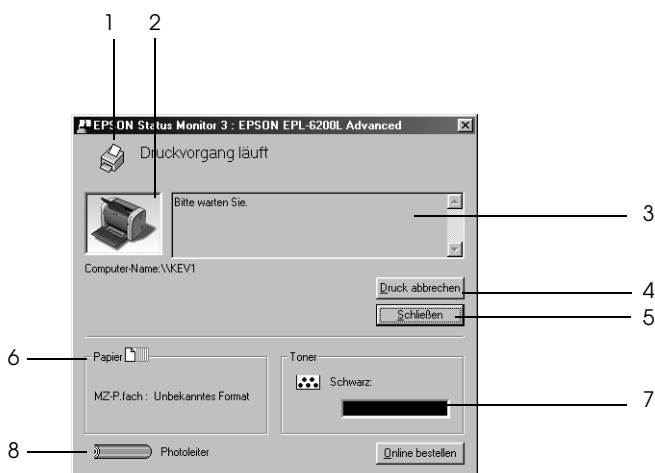 1 2
EPSON Status Monitor 3 : EPSON EPL-6200L Advanced
Druckvorgang läuft
Bitte warten Sie.
3
Computer-Name:\\KEV1
Druck abbrechen
4
Schließen
5
6
Papier
MZ-P.fach : Unbekanntes Format
Toner
Schwarz:
7
8
Photoleiter
Online bestellen